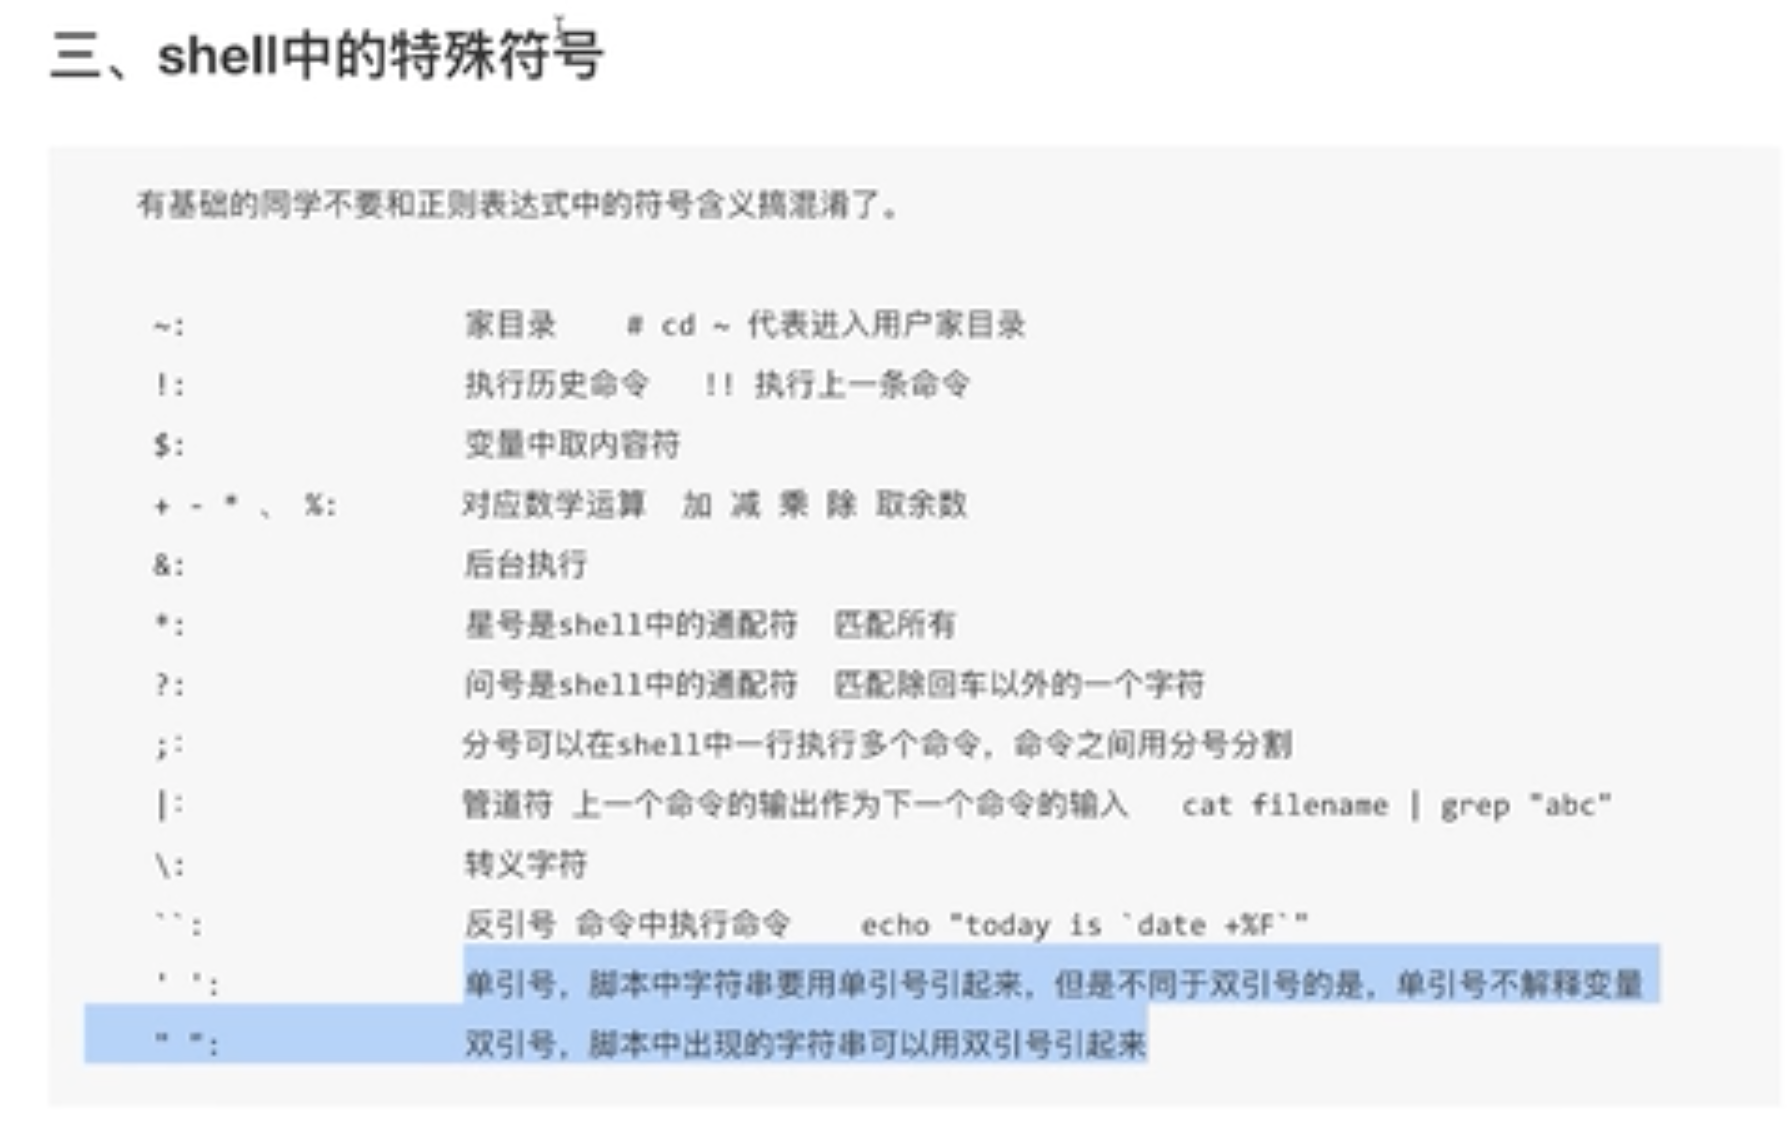 三、shell中的特殊符号
有基础的同学不要和正则表达式中的符号含义搞混淆了。
~: 家目录 # cd ~ 代表进入用户家目录
!: 执行历史命令 !! 执行上一条命令
$: 变量中取内容符
+ - * 、 %: 对应数学运算 加 减 乘 除 取余数
&: 后台执行
*: 星号是shell中的通配符 匹配所有
?: 问号是shell中的通配符 匹配除回车以外的一个字符
;: 分号可以在shell中一行执行多个命令，命令之间用分号分割
|: 管道符 上一个命令的输出作为下一个命令的输入 cat filename | grep "abc"
\: 转义字符
``: 反引号 命令中执行命令 echo "today is `date +%F`"
' ': 单引号，脚本中字符串要用单引号引起来，但是不同于双引号的是，单引号不解释变量
" ": 双引号，脚本中出现的字符串可以用双引号引起来